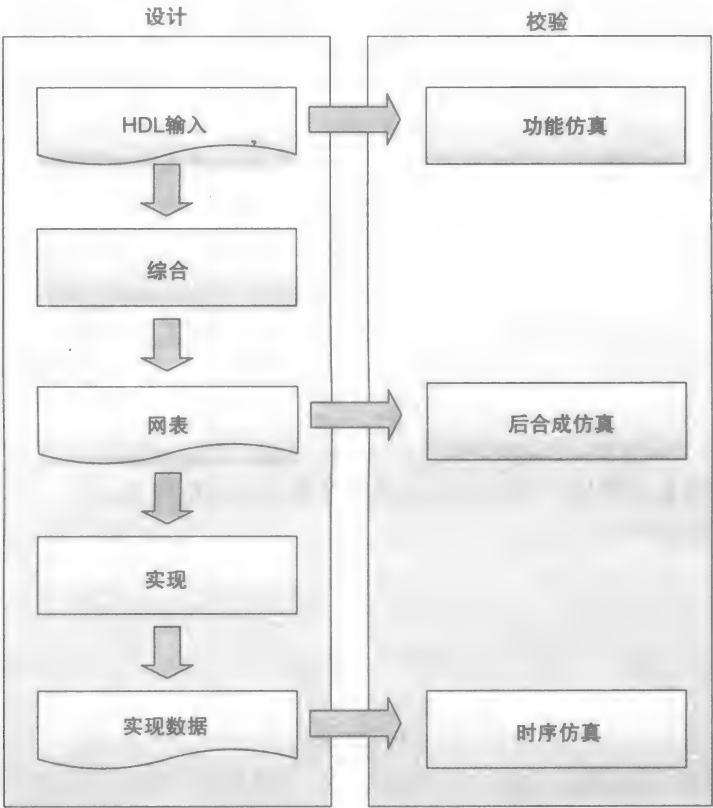 设计
校验
HDL输入
功能仿真
综合
网表
后合成仿真
实现
实现数据
时序仿真